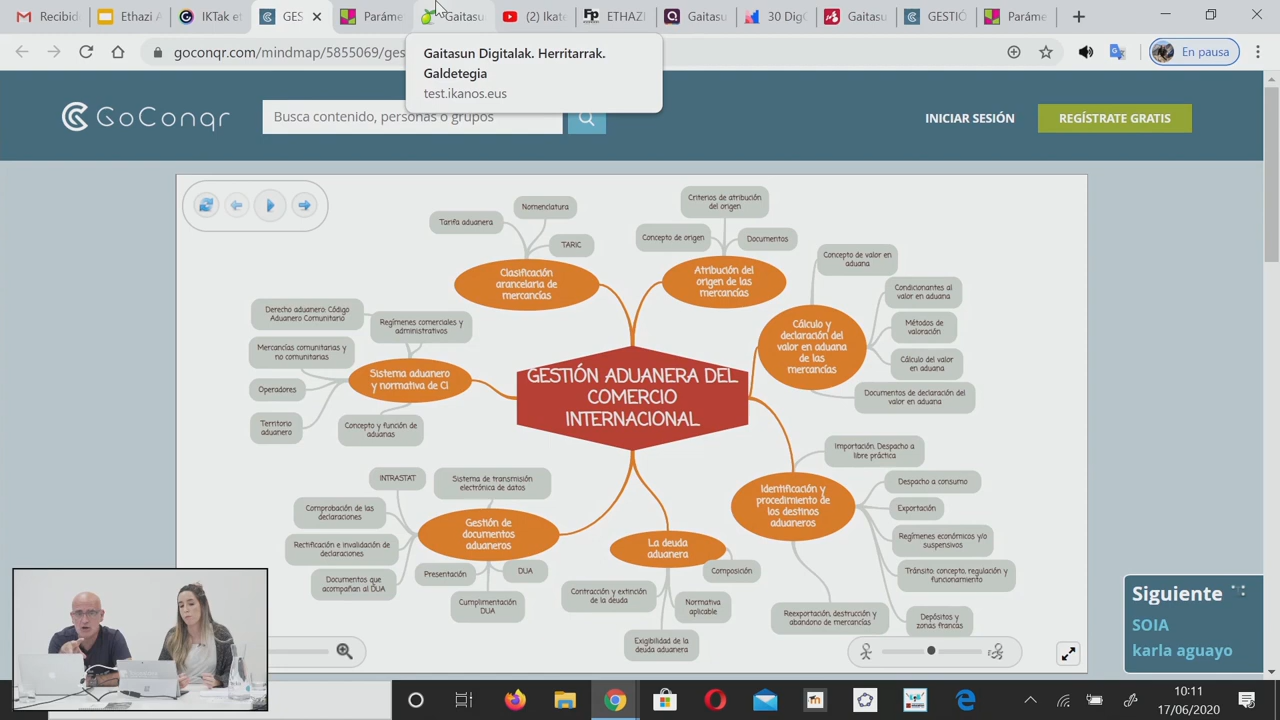 Recibid
Ethazi A
IKTak et
GES
Paráme
Gaitasu
(2) Ikate
ETHAZI
Gaitasu
30 Digi
Gaitasu
GESTIÓ
Paráme
goconqr.com/mindmap/5855069/ges
En pausa
Gaitasun Digitalak. Herritarrak.
Galdetegia
test.ikanos.eus
GoConqr
Busca contenido, personas o grupos
INICIAR SESIÓN
REGÍSTRATE GRATIS
Nomenclatura
Tarifa aduanera
TARIC
Clasificación
arancelaria de
mercancías
Criterios de atribución
del origen
Concepto de origen
Documentos
Atribución del
origen de las
mercancías
Concepto de valor en
aduana
Condicionantes al
valor en aduana
Métodos de
valoración
Cálculo del valor
en aduana
Documentos de declaración del
valor en aduana
Cálculo y
declaración del
valor en aduana
de las
mercancías
Derecho aduanero: Código
Aduanero Comunitario
Regímenes comerciales y
administrativos
Mercancías comunitarias y
no comunitarias
Operadores
Territorio
aduanero
Concepto y función de
aduanas
Sistema aduanero
y normativa de CI
GESTIÓN ADUANERA DEL
COMERCIO
INTERNACIONAL
Importación. Despacho a
libre práctica
Despacho a consumo
Exportación
Regímenes económicos y/o
suspensivos
Tránsito: concepto, regulación y
funcionamiento
Depósitos y
zonas francas
Reexportación, destrucción y
abandono de mercancías
Identificación y
procedimiento de
los destinos
aduaneros
INTRASTAT
Sistema de transmisión
electrónica de datos
Comprobación de las
declaraciones
Rectificación e invalidación de
declaraciones
Documentos que
acompañan al DUA
Presentación
DUA
Cumplimentación
DUA
Gestión de
documentos
aduaneros
La deuda
aduanera
Composición
Contracción y extinción
de la deuda
Normativa
aplicable
Exigibilidad de la
deuda aduanera
Siguiente
SOIA
karla aguayo
10:11
17/06/2020